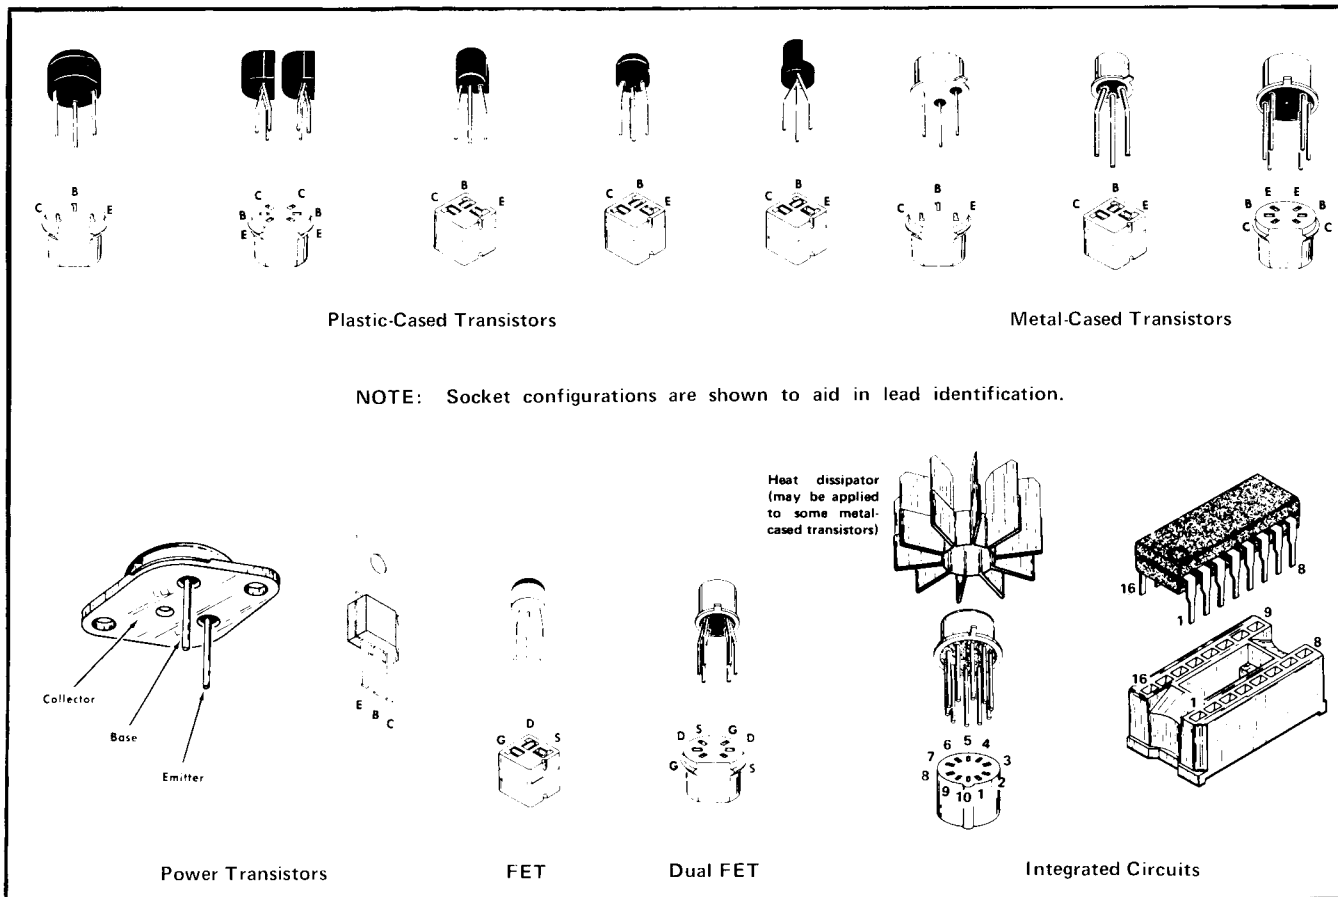 B
C
E
C
C
B
B
E
E
B
C
E
B
C
E
B
C
E
B
C
E
B
C
E
E
E
B
B
C
C
Plastic-Cased Transistors
Metal-Cased Transistors
NOTE: Socket configurations are shown to aid in lead identification.
Heat dissipator
(may be applied
to some metal-
cased transistors)
Collector
Base
Emitter
E
B
C
D
G
S
D
S
G
D
G
S
5
6
4
7
3
8
2
9
10
1
16
8
1
9
16
8
1
Power Transistors
FET
Dual FET
Integrated Circuits